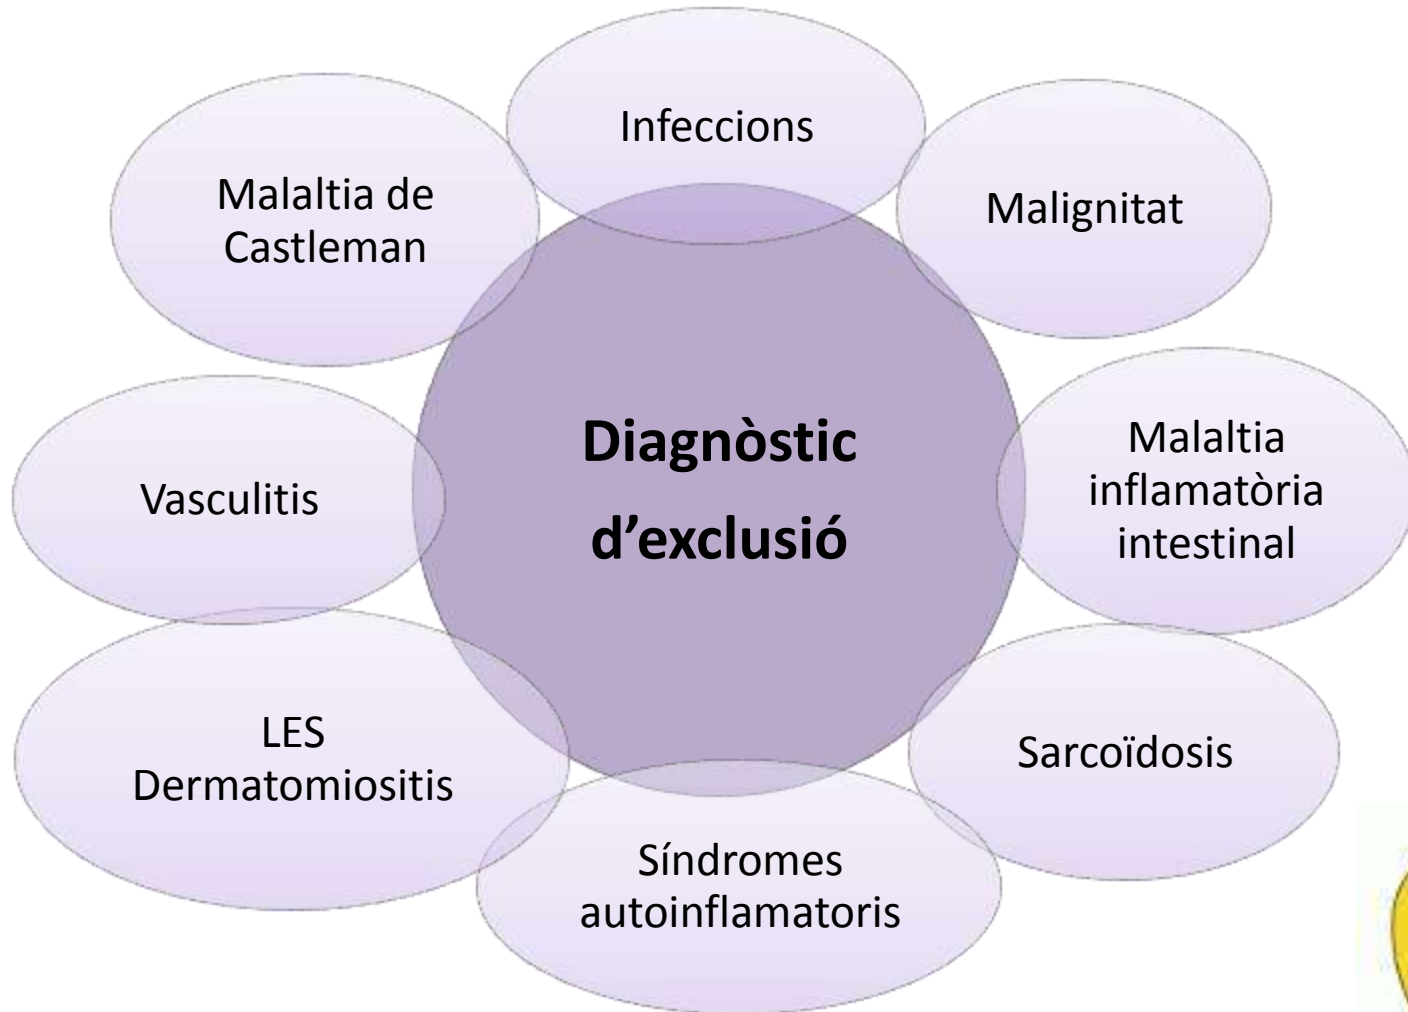 Infeccions
Malignitat
Malaltia
inflamatòria
intestinal
Sarcoïdosis
Síndromes
autoinflamatoris
LES
Dermatomiositis
Vasculitis
Malaltia de
Castleman
Diagnòstic
d’exclusió